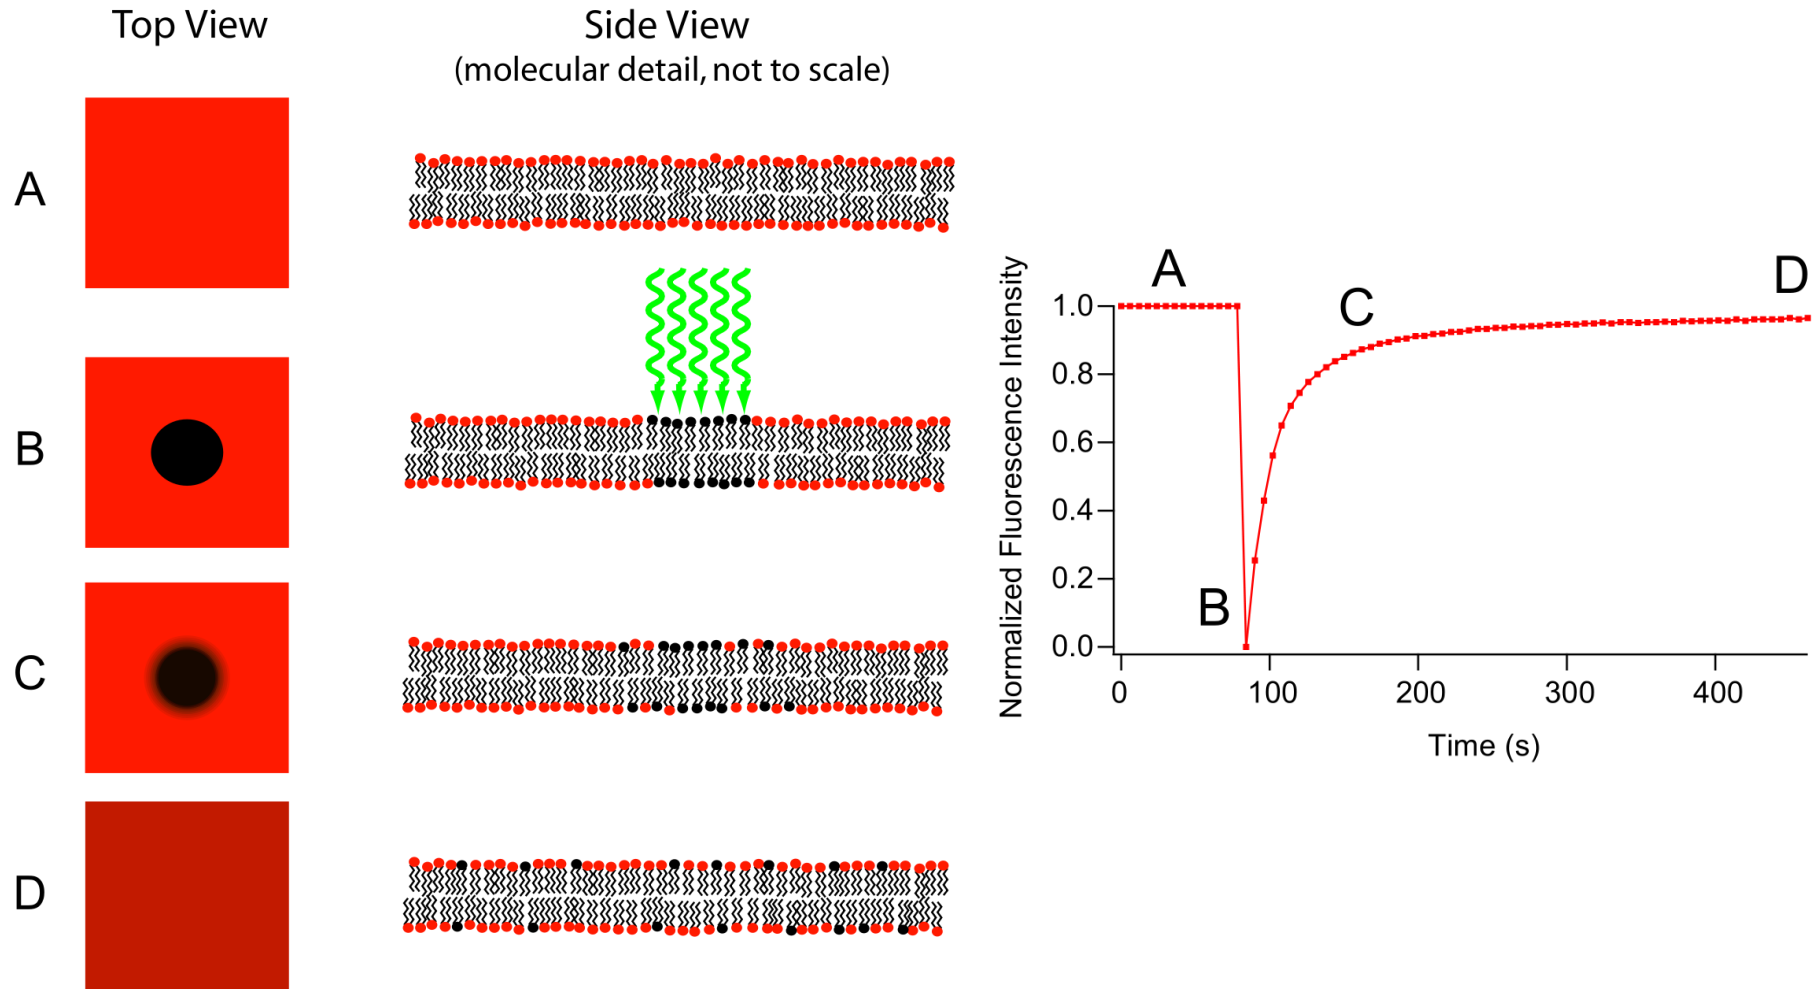 Top View
Side View
(molecular detail, not to scale)
A
B
C
D
A
B
C
D
Normalized Fluorescence Intensity
1.0
0.8
0.6
0.4
0.2
0.0
0
100
200
300
400
Time (s)